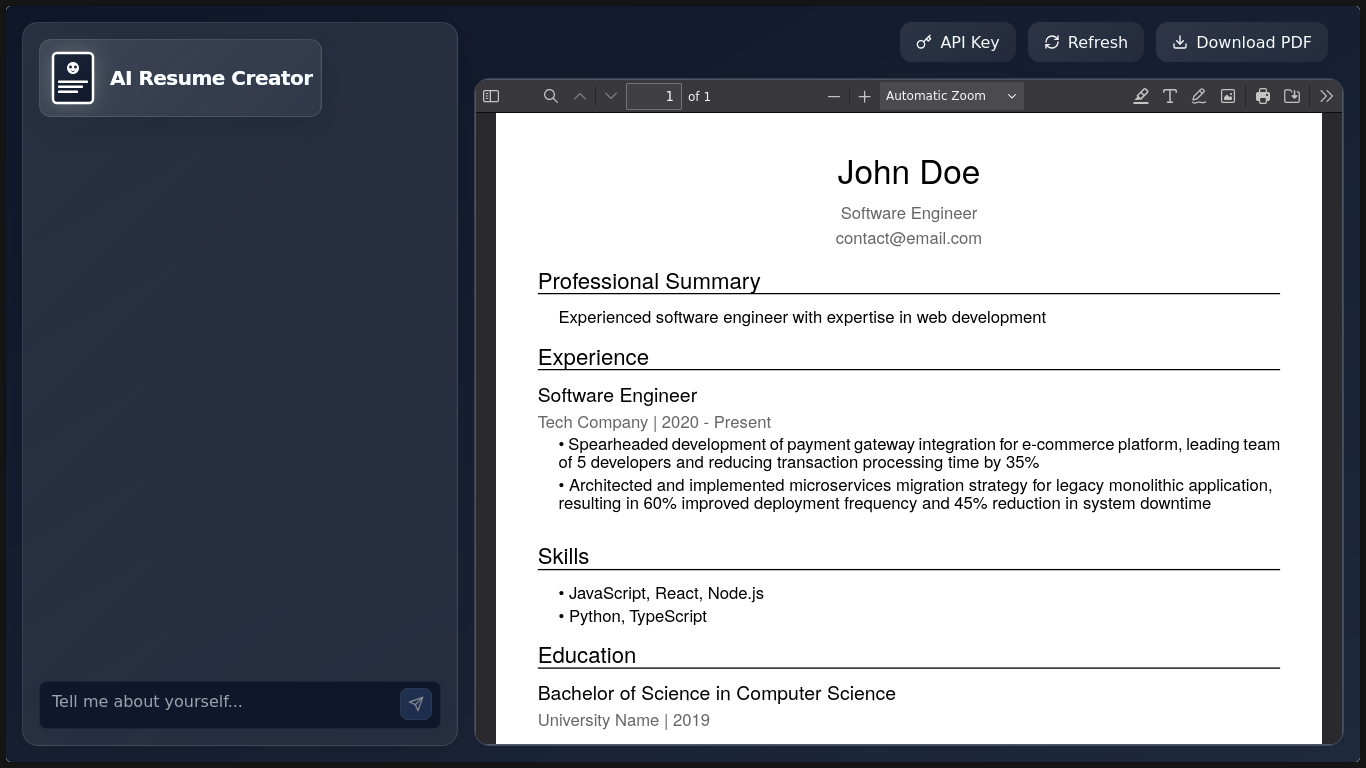 AI Resume Creator
API Key
Refresh
Download PDF
1 of 1
Automatic Zoom
John Doe
Software Engineer
contact@email.com
Professional Summary
Experienced software engineer with expertise in web development
Experience
Software Engineer
Tech Company | 2020 - Present
• Spearheaded development of payment gateway integration for e-commerce platform, leading team
of 5 developers and reducing transaction processing time by 35%
• Architected and implemented microservices migration strategy for legacy monolithic application,
resulting in 60% improved deployment frequency and 45% reduction in system downtime
Skills
• JavaScript, React, Node.js
• Python, TypeScript
Education
Bachelor of Science in Computer Science
University Name | 2019
Tell me about yourself...